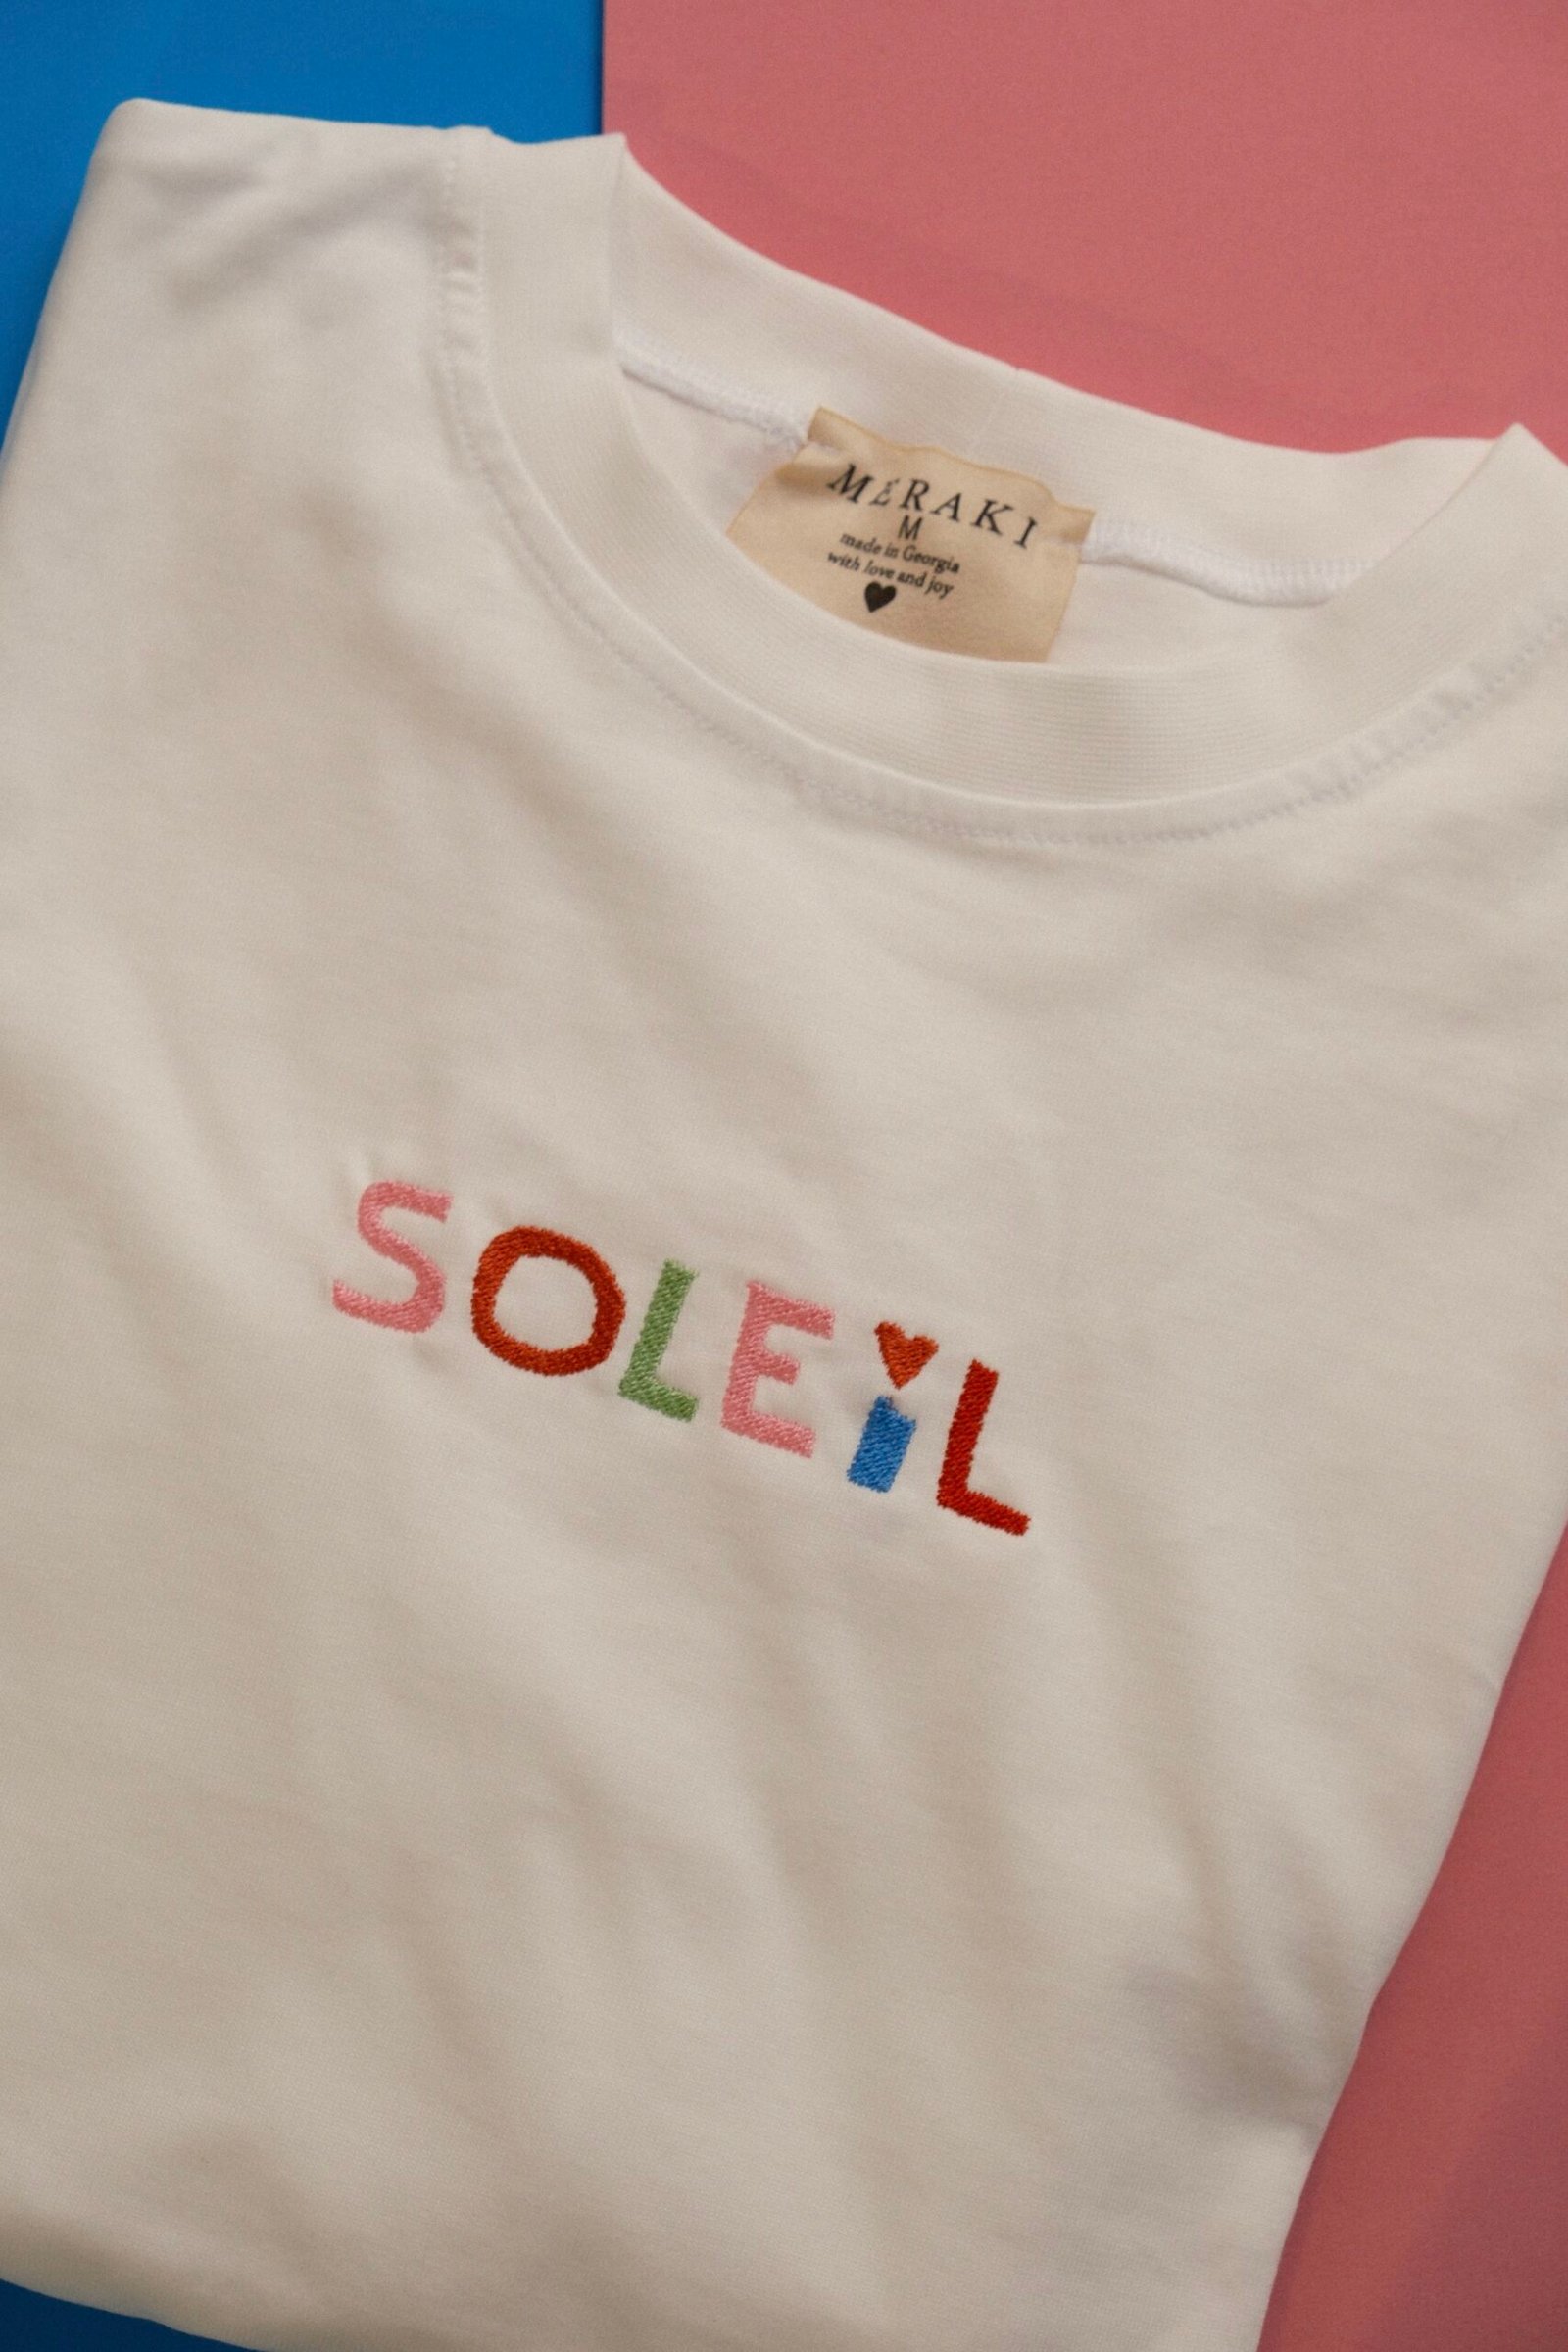 MERAKI
M
made in Georgia
with love and joy
SOLEiL